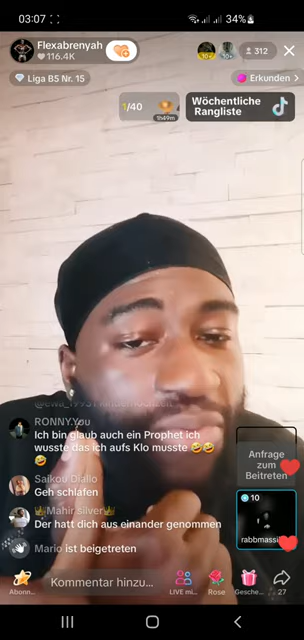 03:07
34%
Flexabrenyah
116.4K
312
Liga B5 Nr. 15
Erkunden >
1/40
1h49m
Wöchentliche
Rangliste
RONNY.You
Ich bin glaub auch ein Prophet ich
wusste das ich aufs Klo musste 🤣🤣
🤣
Saikou Diallo
Geh schlafen
👑Mahir silver👑
Der hatt dich aus einander genommen
Mario ist beigetreten
Anfrage
zum
Beitreten
10
rabbmassi
Abonn...
Kommentar hinzu...
LIVE mi...
Rose
Gesche...
27